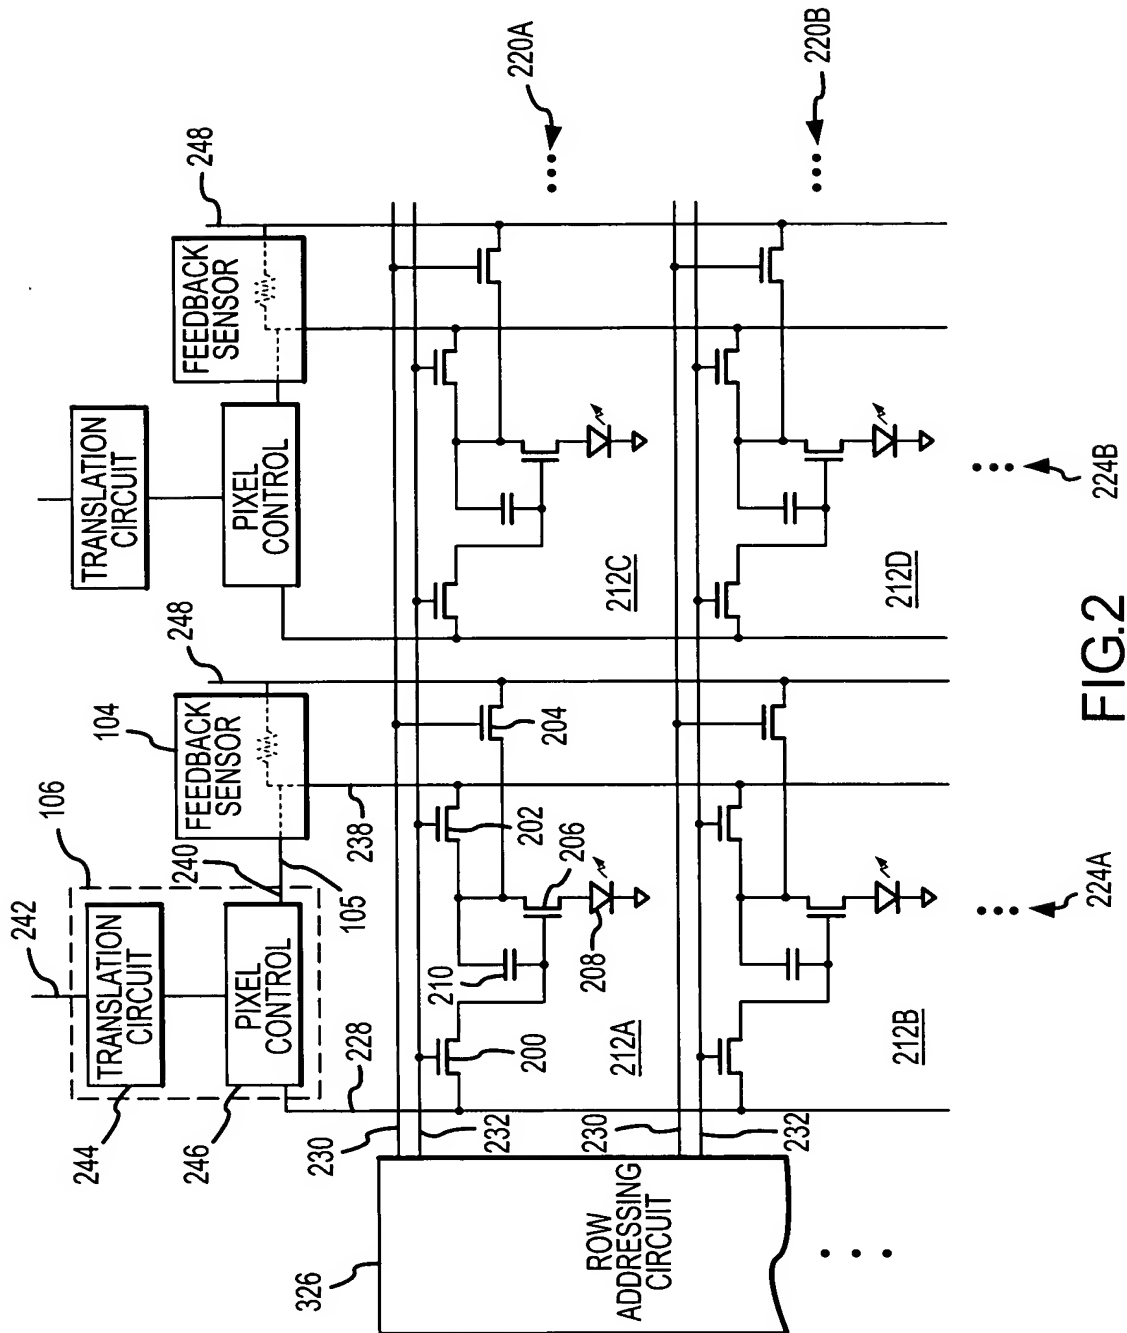 242
106
104
248
248
TRANSLATION
CIRCUIT
FEEDBACK
SENSOR
TRANSLATION
CIRCUIT
FEEDBACK
SENSOR
240
105
244
246
PIXEL
CONTROL
PIXEL
CONTROL
228
238
230
232
200
202
204
210
206
208
212A
212C
220A
230
232
212B
212D
220B
326
ROW
ADDRESSING
CIRCUIT
224A
224B
FIG.2